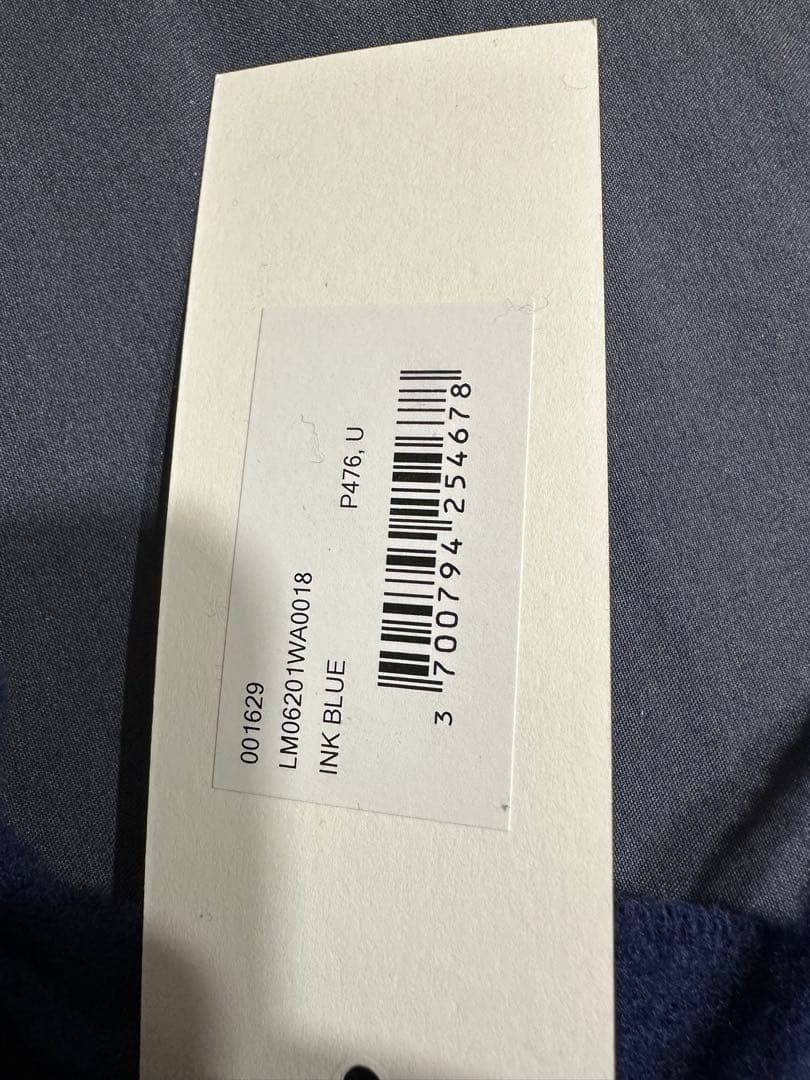 001629
LM06201WA0018
INK BLUE
P476, U
3 700794 254678